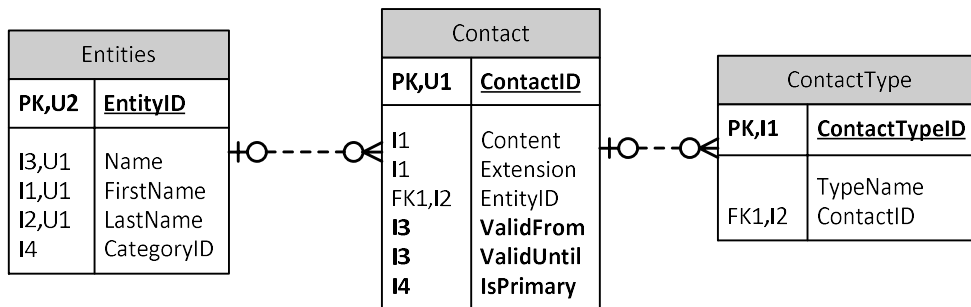 Entities
PK,U2 EntityID
I3,U1 Name
I1,U1 FirstName
I2,U1 LastName
I4 CategoryID
Contact
PK,U1 ContactID
I1 Content
I1 Extension
FK1,I2 EntityID
I3 ValidFrom
I3 ValidUntil
I4 IsPrimary
ContactType
PK,I1 ContactTypeID
TypeName
FK1,I2 ContactID